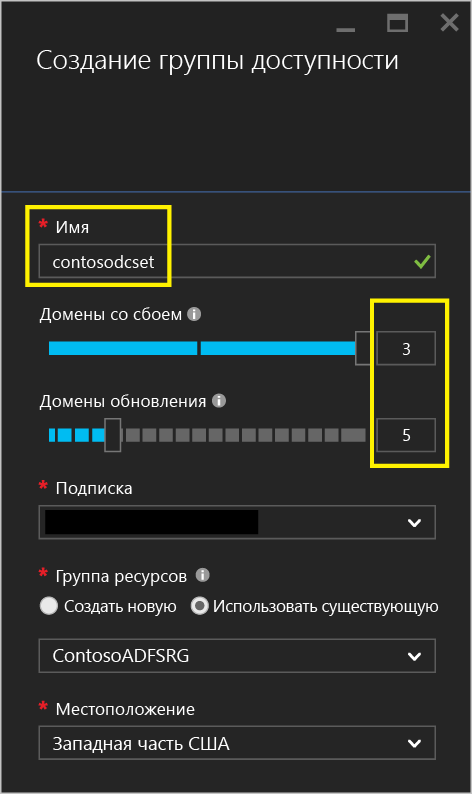 Создание группы доступности
* Имя
contosodcset
Домены со сбоем
3
Домены обновления
5
* Подписка
* Группа ресурсов
Создать новую Использовать существующую
ContosoADFSRG
* Местоположение
Западная часть США